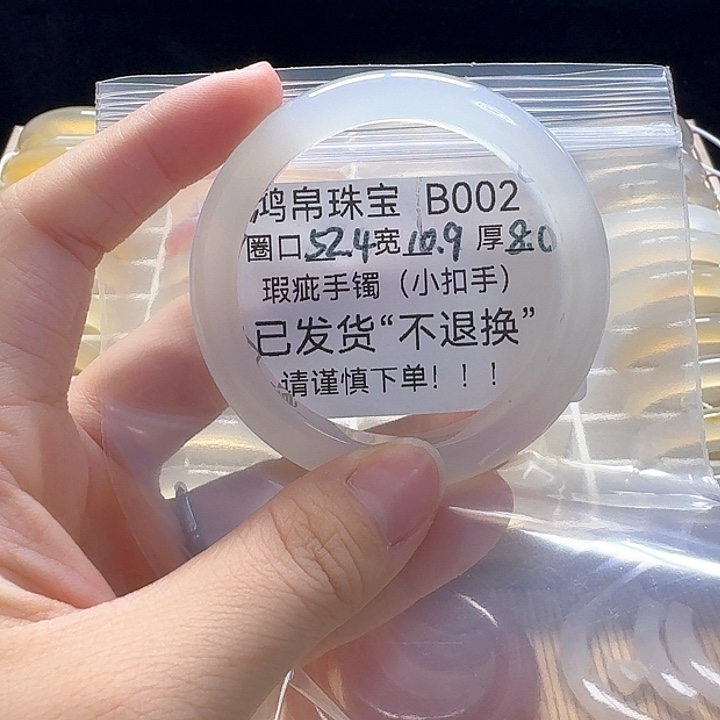 鸿帛珠宝 B002
圈口52.4宽10.9厚8.0
瑕疵手镯（小扣手）
已发货“不退换”
请谨慎下单！！！